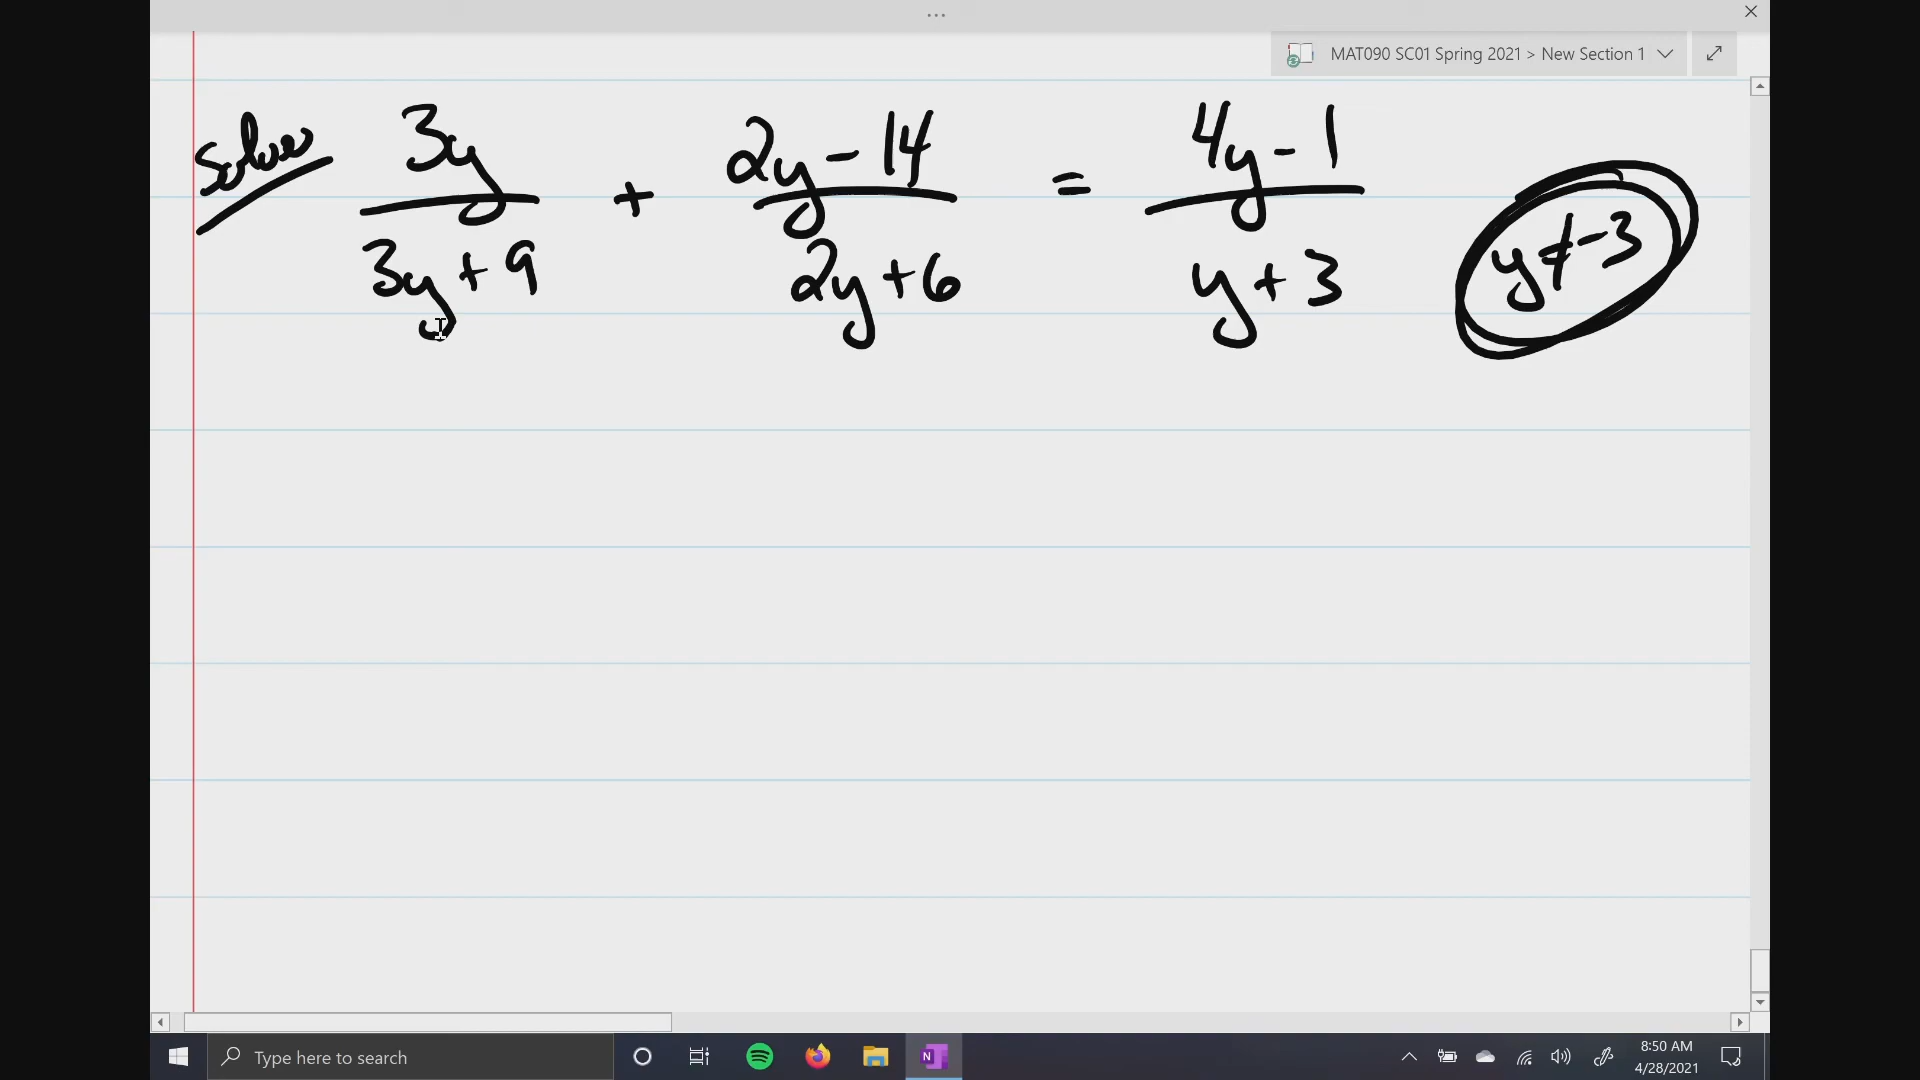 MAT090 SC01 Spring 2021 > New Section 1
Solve 3y/3y+9 + 2y-14/2y+6 = 4y-1/y+3 y≠-3
Type here to search
8:50 AM
4/28/2021